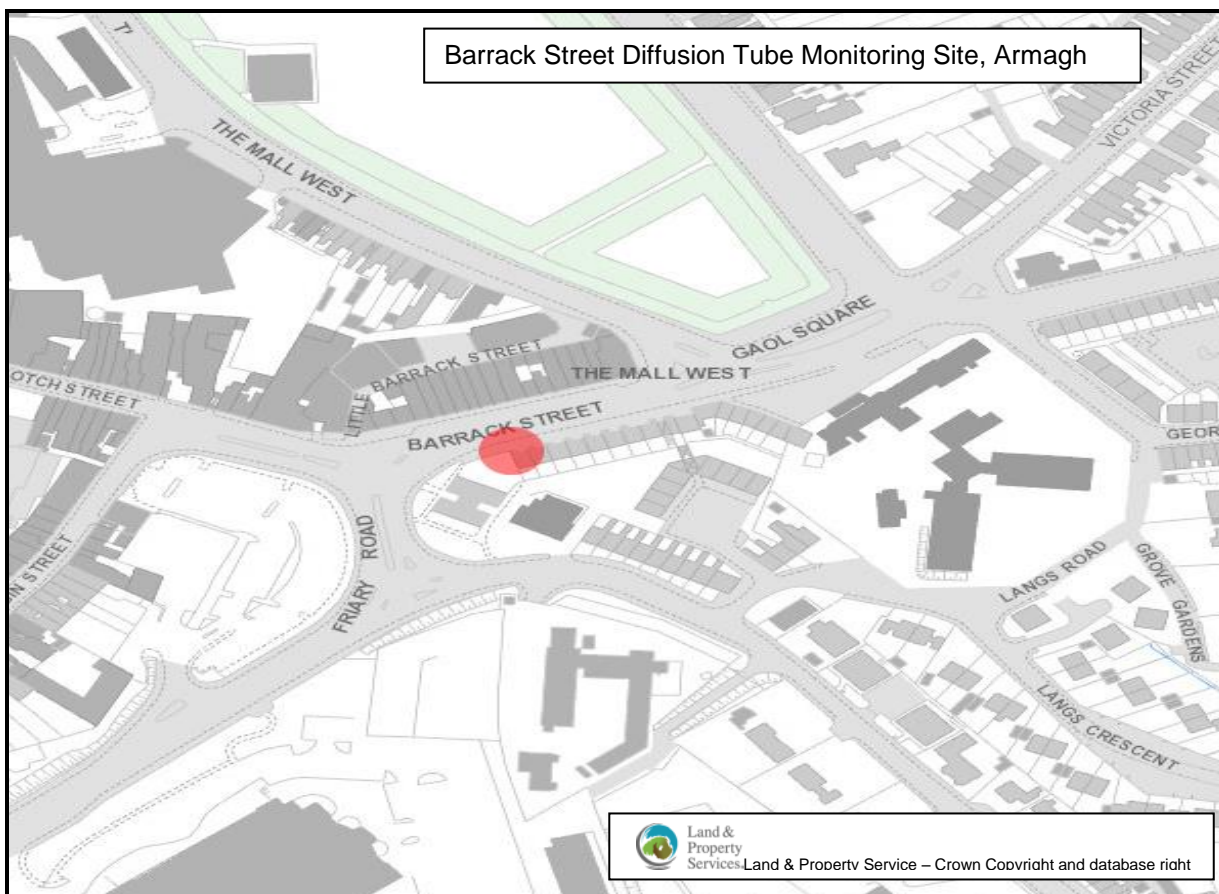 Barrack Street Diffusion Tube Monitoring Site, Armagh
THE MALL WEST
VICTORIA STREET
GAOL SQUARE
BARRACK STREET
LITTLE
THE MALL WEST
OTCH STREET
BARRACK STREET
GEOR
FRIARY ROAD
IN STREET
LANGS ROAD
GROVE GARDENS
LANGS CRESCENT
Land &
Property
Services
Land & Property Service – Crown Copyright and database right